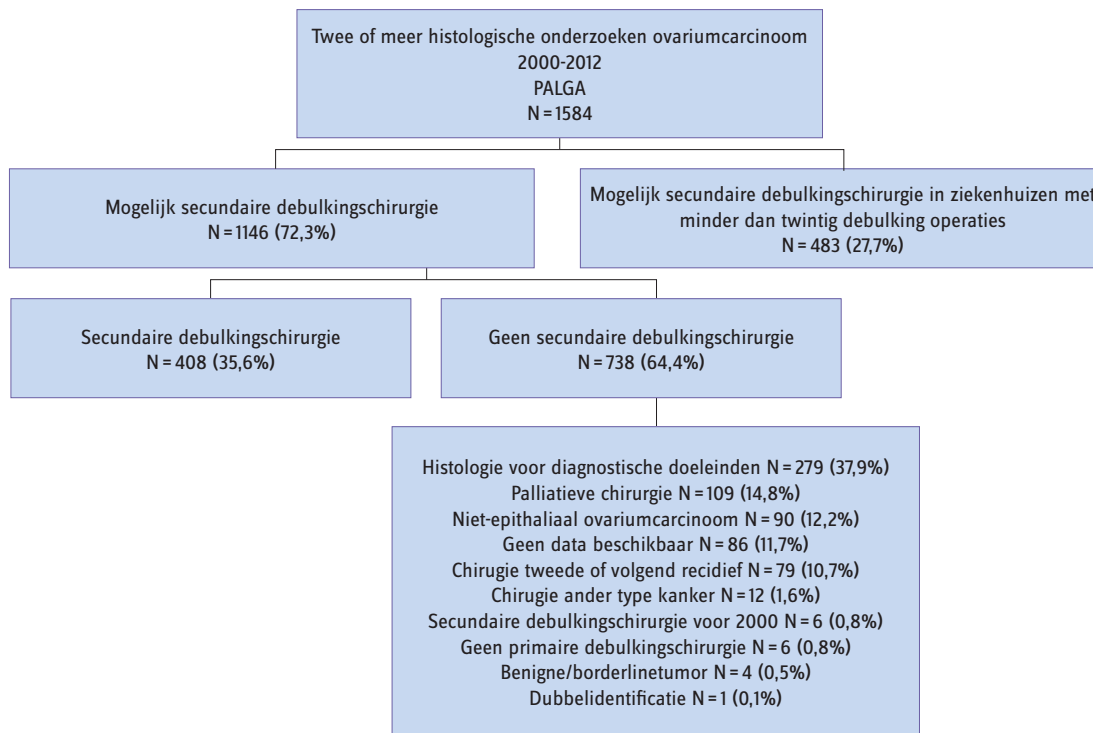 Twee of meer histologische onderzoeken ovariumcarcinoom
2000-2012
PALGA
N = 1584
Mogelijk secundaire debulkingschirurgie
N = 1146 (72,3%)
Mogelijk secundaire debulkingschirurgie in ziekenhuizen met
minder dan twintig debulking operaties
N = 483 (27,7%)
Secundaire debulkingschirurgie
N = 408 (35,6%)
Geen secundaire debulkingschirurgie
N = 738 (64,4%)
Histologie voor diagnostische doeleinden N = 279 (37,9%)
Palliatieve chirurgie N = 109 (14,8%)
Niet-epithaliaal ovariumcarcinoom N = 90 (12,2%)
Geen data beschikbaar N = 86 (11,7%)
Chirugie tweede of volgend recidief N = 79 (10,7%)
Chirugie ander type kanker N = 12 (1,6%)
Secundaire debulkingschirurgie voor 2000 N = 6 (0,8%)
Geen primaire debulkingschirurgie N = 6 (0,8%)
Benigne/borderlinetumor N = 4 (0,5%)
Dubbelidentificatie N = 1 (0,1%)